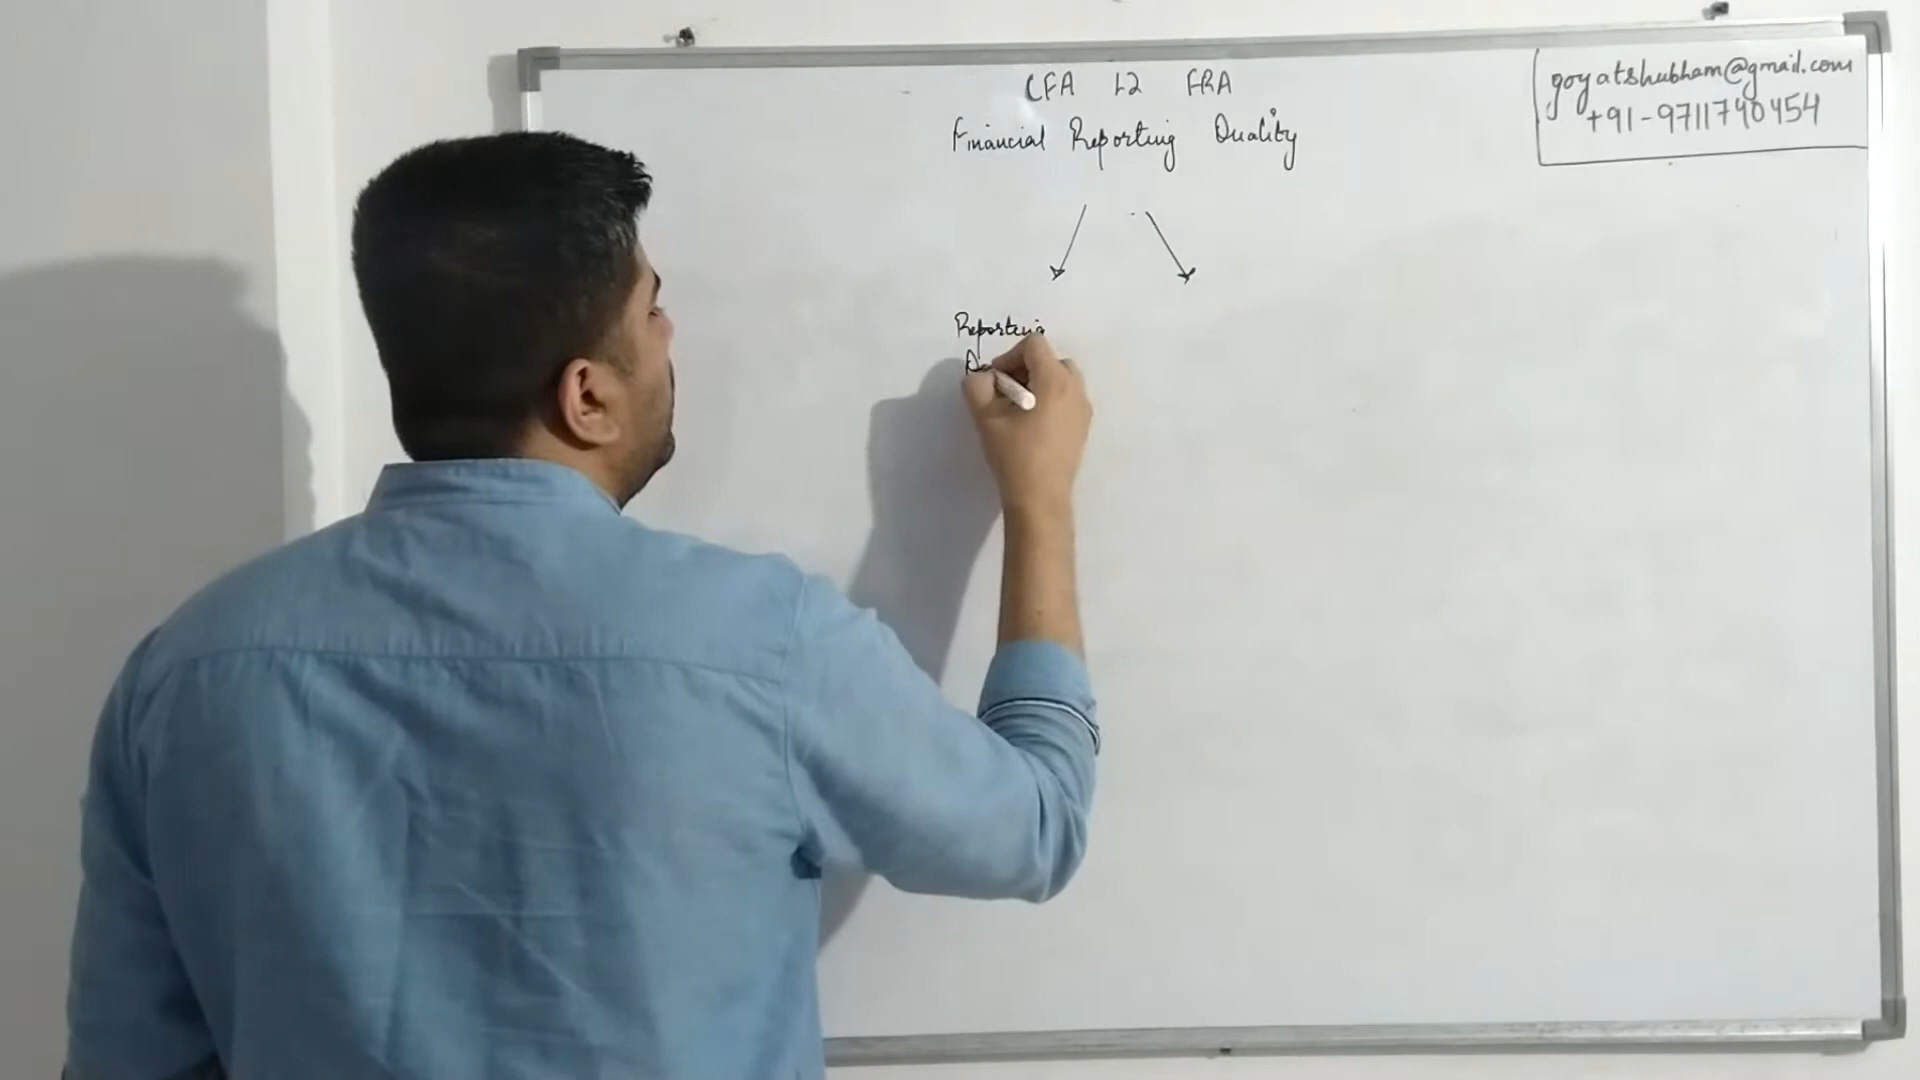 CFA L2 FRA
Financial Reporting Quality
goyatshubham@gmail.com
+91-9711740454
Reporting